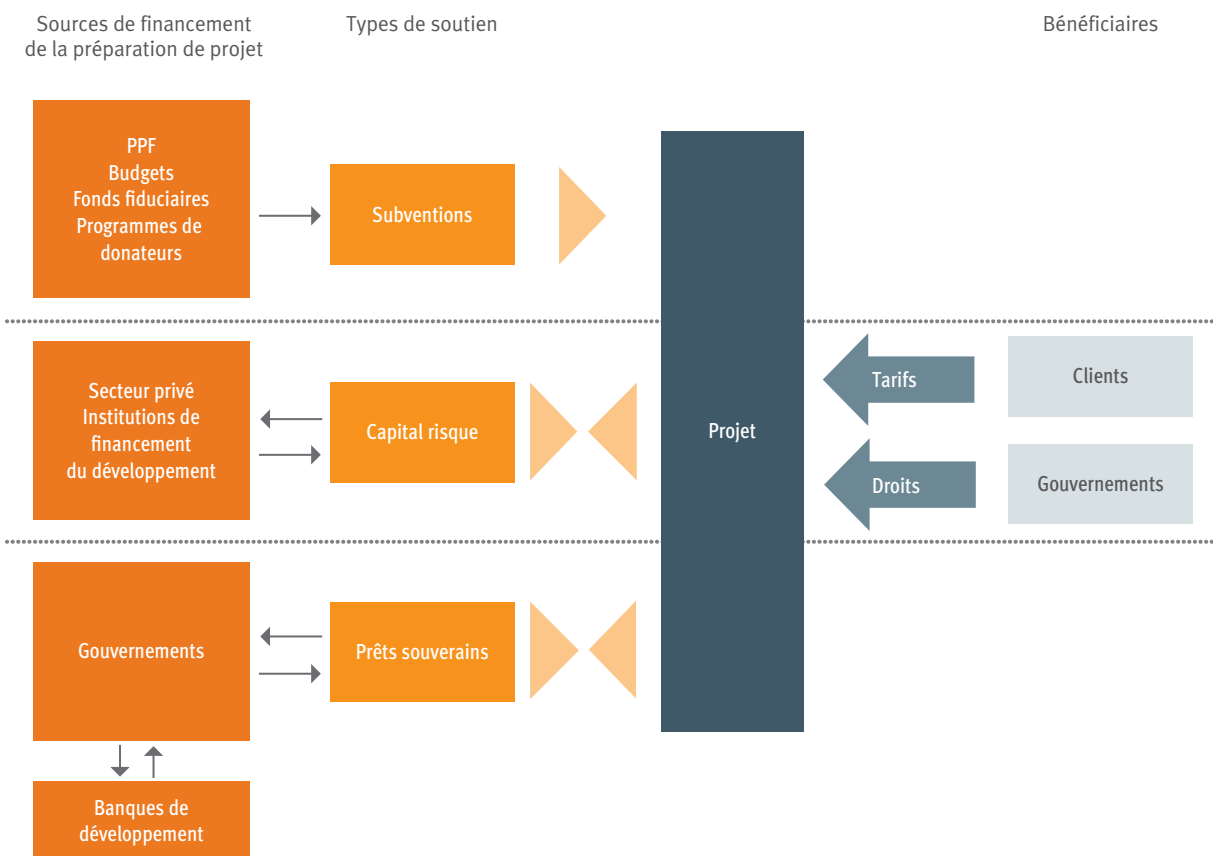 Sources de financement
de la préparation de projet
Types de soutien
Bénéficiaires
PPF
Budgets
Fonds fiduciaires
Programmes de
donateurs
Subventions
Secteur privé
Institutions de
financement
du développement
Capital risque
Projet
Tarifs
Clients
Droits
Gouvernements
Gouvernements
Prêts souverains
Banques de
développement